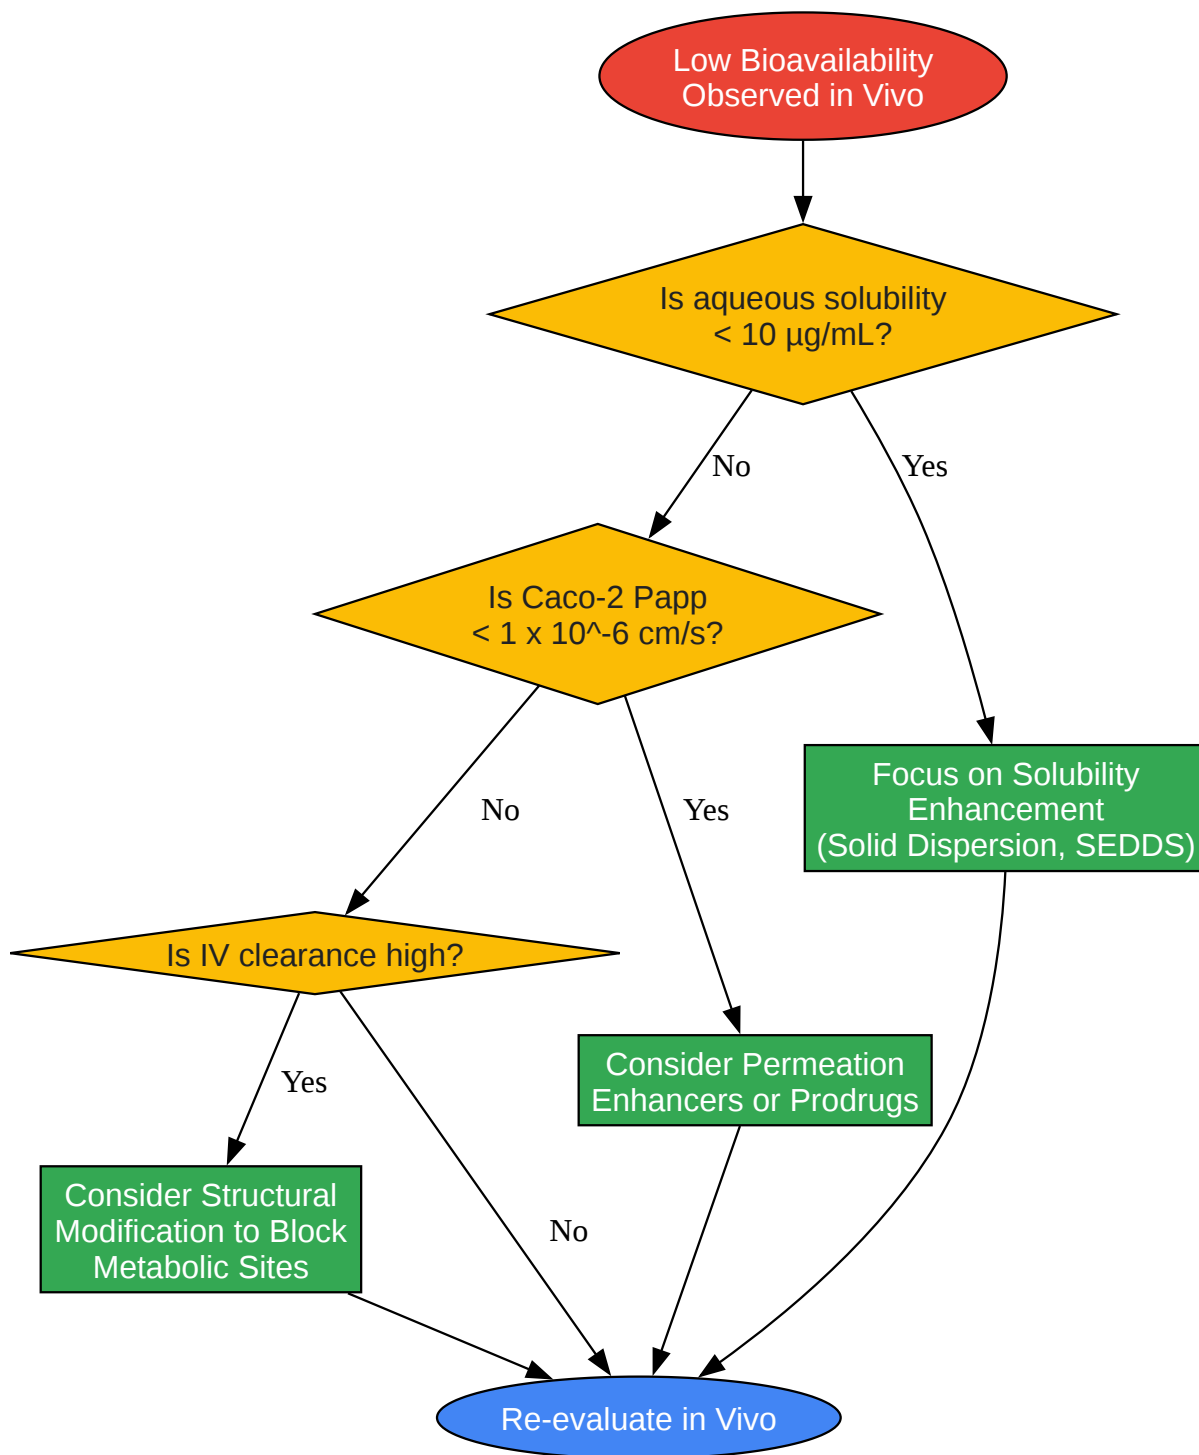 Low Bioavailability
Observed in Vivo
Is aqueous solubility
< 10 µg/mL?
No
Yes
Is Caco-2 Papp
< 1 x 10^-6 cm/s?
No
Yes
Focus on Solubility
Enhancement
(Solid Dispersion, SEDDS)
Is IV clearance high?
Yes
No
Consider Permeation
Enhancers or Prodrugs
Consider Structural
Modification to Block
Metabolic Sites
Re-evaluate in Vivo